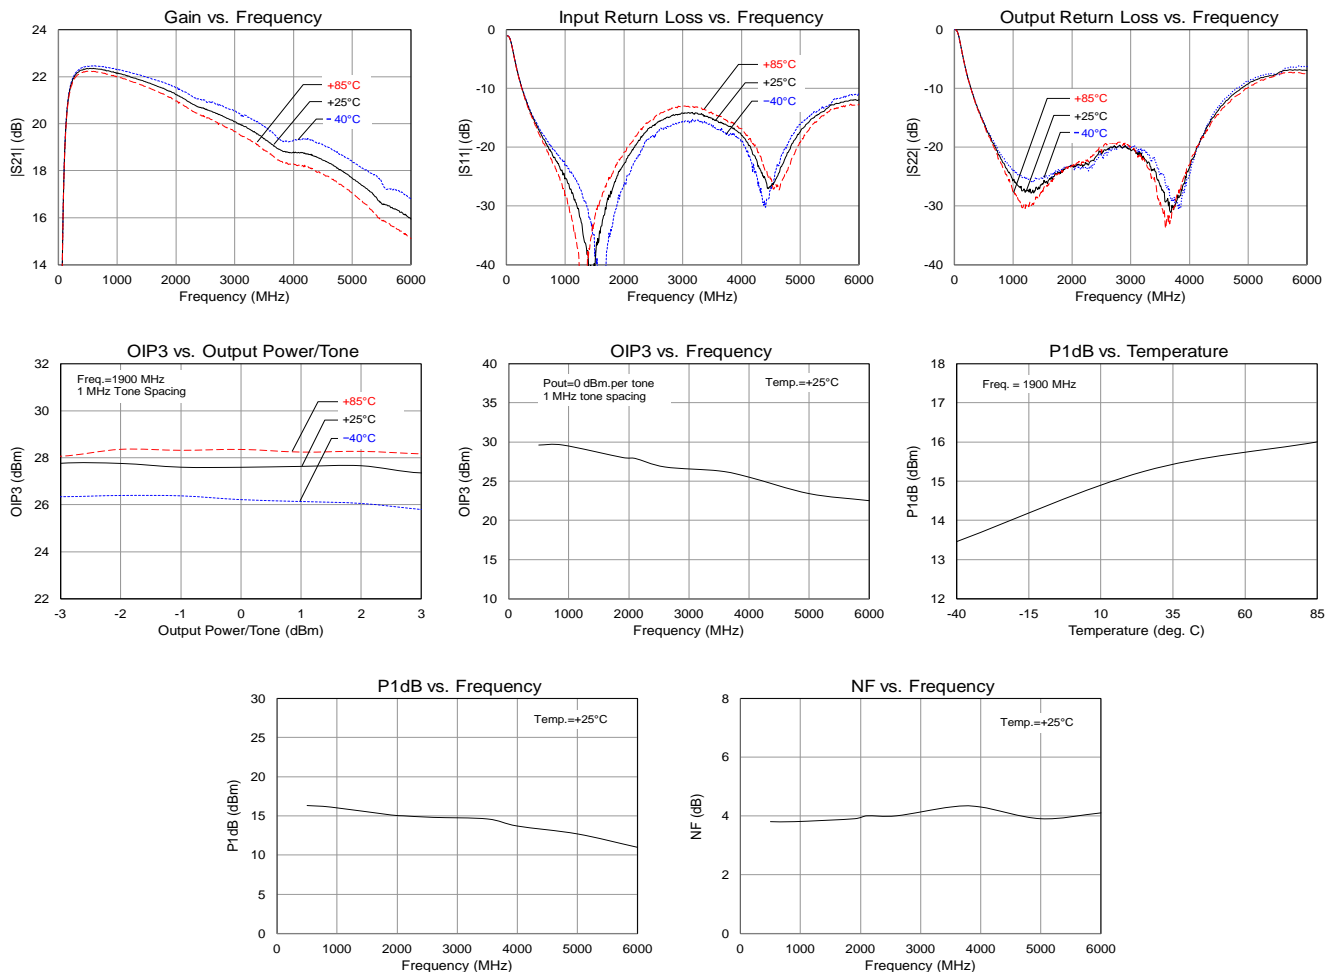 Gain vs. Frequency
24
22
20
18
16
14
0
1000
2000
3000
4000
5000
6000
|S21| (dB)
Frequency (MHz)
+85°C
+25°C
−40°C
Input Return Loss vs. Frequency
0
-10
-20
-30
-40
0
1000
2000
3000
4000
5000
6000
|S11| (dB)
Frequency (MHz)
+85°C
+25°C
−40°C
Output Return Loss vs. Frequency
0
-10
-20
-30
-40
0
1000
2000
3000
4000
5000
6000
|S22| (dB)
Frequency (MHz)
+85°C
+25°C
−40°C
OIP3 vs. Output Power/Tone
32
30
28
26
24
22
-3
-2
-1
0
1
2
3
OIP3 (dBm)
Output Power/Tone (dBm)
Freq.=1900 MHz
1 MHz Tone Spacing
+85°C
+25°C
−40°C
OIP3 vs. Frequency
40
35
30
25
20
15
10
0
1000
2000
3000
4000
5000
6000
OIP3 (dBm)
Frequency (MHz)
Pout=0 dBm.per tone
1 MHz tone spacing
Temp.=+25°C
P1dB vs. Temperature
18
17
16
15
14
13
12
-40
-15
10
35
60
85
P1dB (dBm)
Temperature (deg. C)
Freq. = 1900 MHz
P1dB vs. Frequency
30
25
20
15
10
5
0
0
1000
2000
3000
4000
5000
6000
P1dB (dBm)
Frequency (MHz)
Temp.=+25°C
NF vs. Frequency
8
6
4
2
0
0
1000
2000
3000
4000
5000
6000
NF (dB)
Frequency (MHz)
Temp.=+25°C